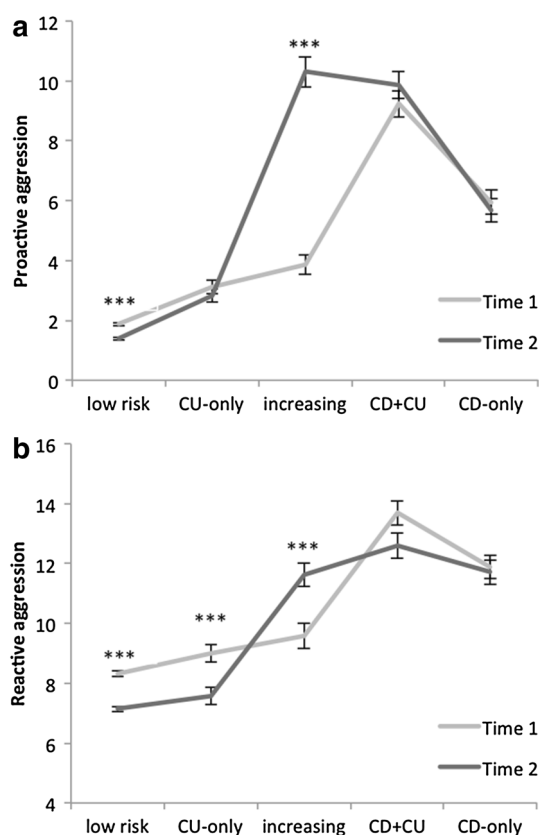 a
12
***
10
8
Proactive aggression
6
4
***
2
Time 1
Time 2
0
low risk CU-only increasing CD+CU CD-only
b
16
14
***
12
Reactive aggression
***
10
***
8
6
Time 1
Time 2
4
low risk CU-only increasing CD+CU CD-only